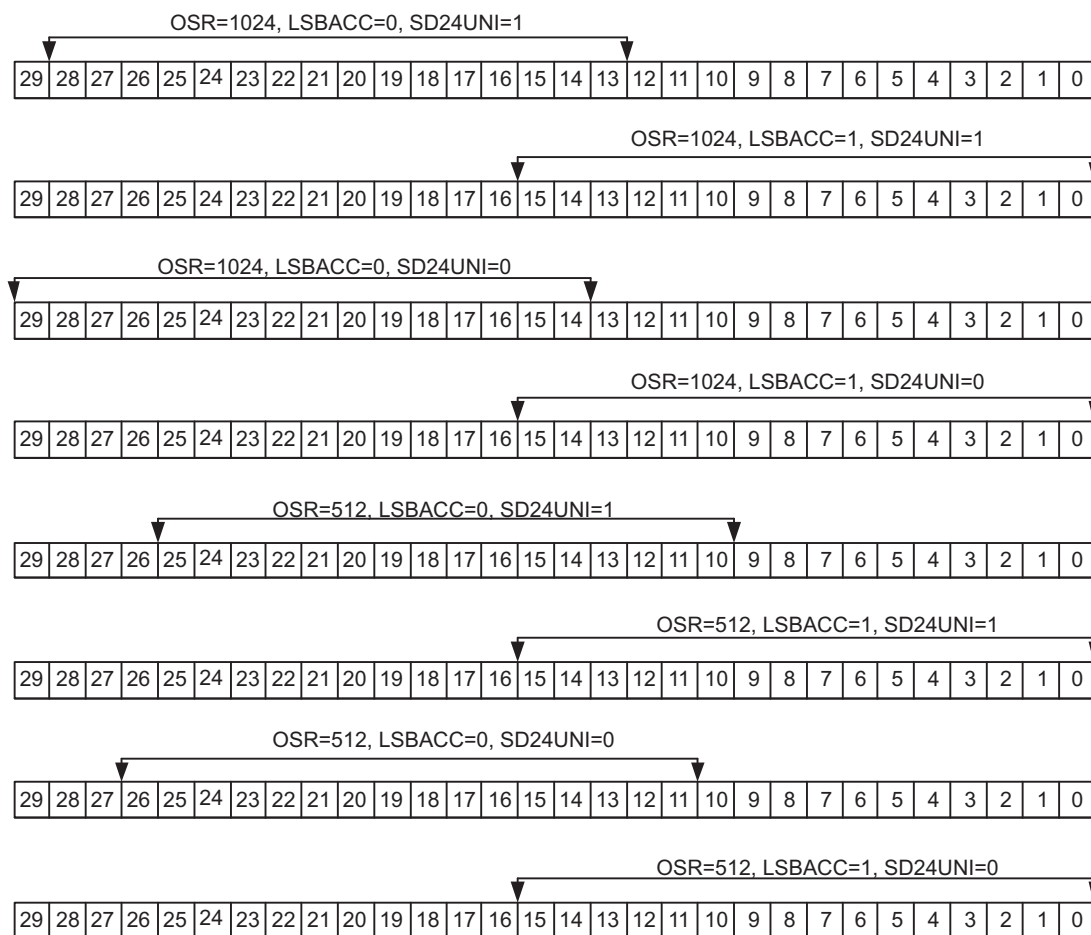 OSR=1024, LSBACC=0, SD24UNI=1
29 28 27 26 25 24 23 22 21 20 19 18 17 16 15 14 13 12 11 10 9 8 7 6 5 4 3 2 1 0
OSR=1024, LSBACC=1, SD24UNI=1
29 28 27 26 25 24 23 22 21 20 19 18 17 16 15 14 13 12 11 10 9 8 7 6 5 4 3 2 1 0
OSR=1024, LSBACC=0, SD24UNI=0
29 28 27 26 25 24 23 22 21 20 19 18 17 16 15 14 13 12 11 10 9 8 7 6 5 4 3 2 1 0
OSR=1024, LSBACC=1, SD24UNI=0
29 28 27 26 25 24 23 22 21 20 19 18 17 16 15 14 13 12 11 10 9 8 7 6 5 4 3 2 1 0
OSR=512, LSBACC=0, SD24UNI=1
29 28 27 26 25 24 23 22 21 20 19 18 17 16 15 14 13 12 11 10 9 8 7 6 5 4 3 2 1 0
OSR=512, LSBACC=1, SD24UNI=1
29 28 27 26 25 24 23 22 21 20 19 18 17 16 15 14 13 12 11 10 9 8 7 6 5 4 3 2 1 0
OSR=512, LSBACC=0, SD24UNI=0
29 28 27 26 25 24 23 22 21 20 19 18 17 16 15 14 13 12 11 10 9 8 7 6 5 4 3 2 1 0
OSR=512, LSBACC=1, SD24UNI=0
29 28 27 26 25 24 23 22 21 20 19 18 17 16 15 14 13 12 11 10 9 8 7 6 5 4 3 2 1 0